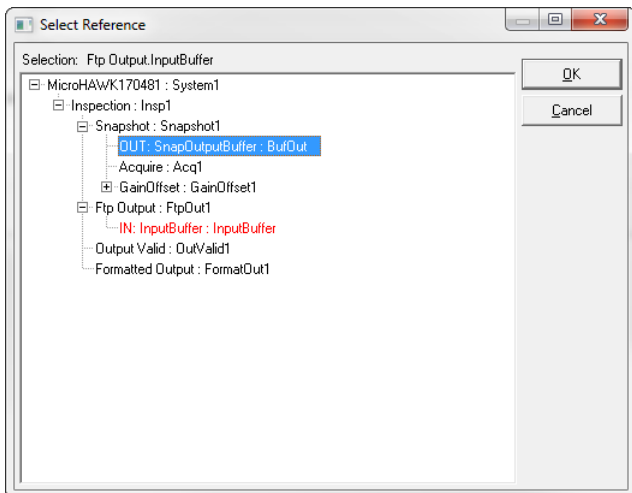 Select Reference
Selection: Ftp Output.InputBuffer
OK
MicroHAWK170481 : System1
Cancel
Inspection : Insp1
Snapshot : Snapshot1
OUT: SnapOutputBuffer : BufOut
Acquire : Acq1
GainOffset : GainOffset1
Ftp Output : FtpOut1
IN: InputBuffer : InputBuffer
Output Valid : OutValid1
Formatted Output : FormatOut1